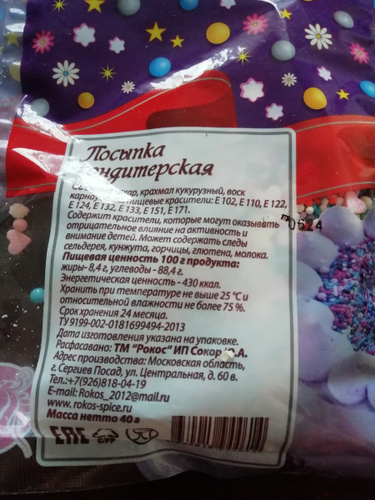 Посыпка
кондитерская
сахар, крахмал кукурузный, воск
пищевые красители: Е 102, Е 110, Е 122,
Е 124, Е 132, Е 133, Е 151, Е 171.
Содержит красители, которые могут оказывать
отрицательное влияние на активность и
внимание детей. Может содержать следы
сельдерея, кунжута, горчицы, глютена, молока.
Пищевая ценность 100 г продукта:
жиры- 8,4 г, углеводы - 88,4 г.
Энергетическая ценность - 430 ккал.
Хранить при температуре не выше 25 °С и
относительной влажности не более 75 %.
Срок хранения 24 месяца.
ТУ 9199-002-0181699494-2013
Дата изготовления указана на упаковке.
Расфасовано: ТМ "Рокос" ИП Сокор А.А.
Адрес производства: Московская область,
г. Сергиев Посад, ул. Центральная, д. 60 в.
Тел.:+7(926)818-04-19
E-mail: Rokos_2012@mail.ru
www.rokos-spice.ru
Масса нетто 40 г
ЕАС
0624